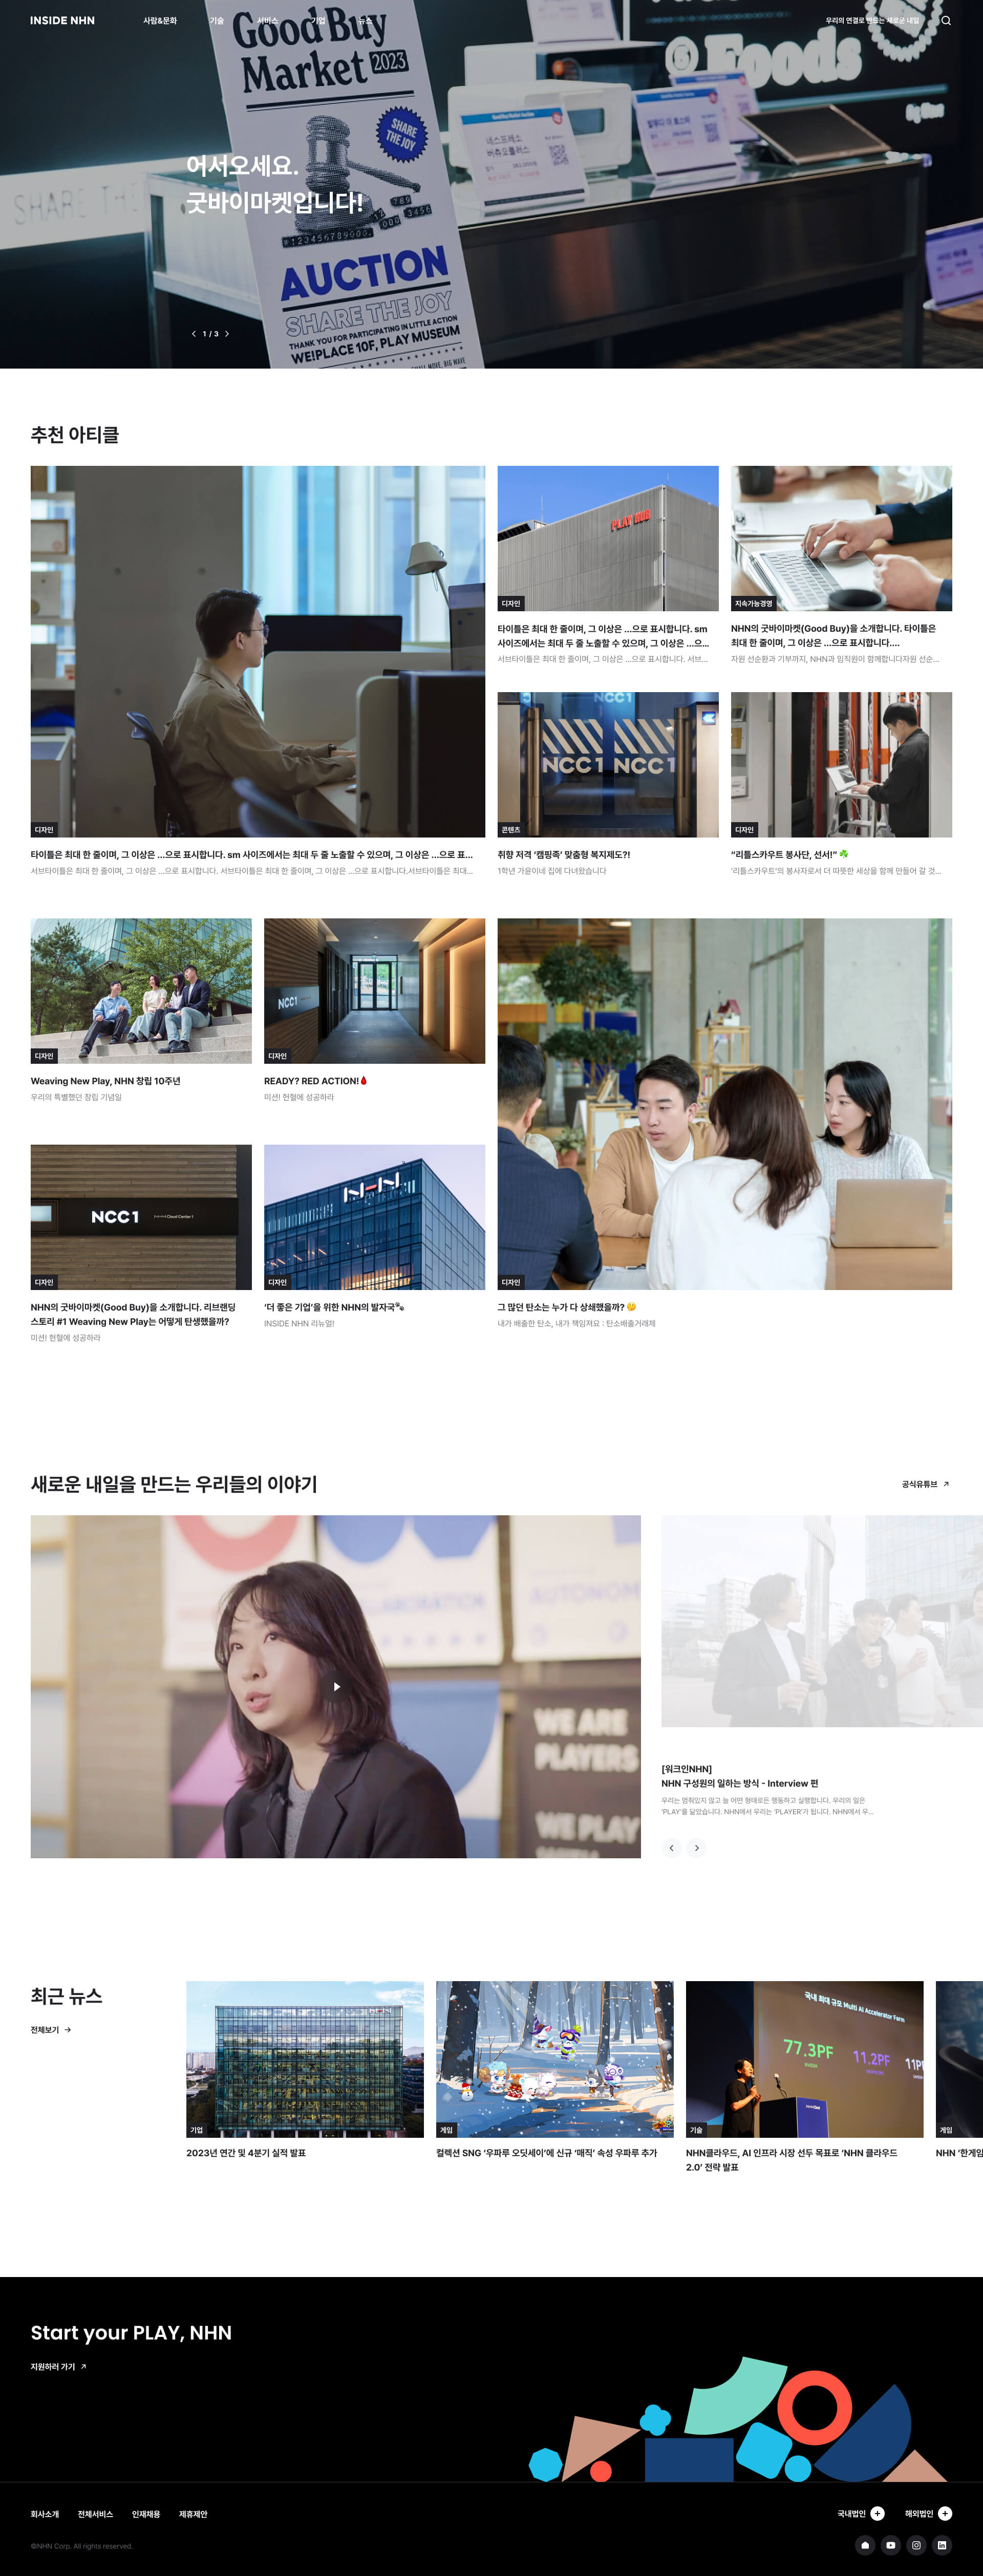 INSIDE NHN
사람&문화
기술
서비스
기업
뉴스
우리의 연결로 만드는 새로운 내일
Good Buy
Market 2023
SHARE
THE JOY
#Foods
어서오세요.
굿바이마켓입니다!
AUCTION
SHARE THE JOY
THANK YOU FOR PARTICIPATING IN LITTLE ACTION
WE!PLACE 10F, PLAY MUSEUM
1 / 3
추천 아티클
디자인
타이틀은 최대 한 줄이며, 그 이상은 ...으로 표시합니다. sm 사이즈에서는 최대 두 줄 노출할 수 있으며, 그 이상은 ...으로 표...
서브타이틀은 최대 한 줄이며, 그 이상은 ...으로 표시합니다. 서브타이틀은 최대 한 줄이며, 그 이상은 ...으로 표시합니다.서브타이틀은 최대...
PLAY HUB
디자인
타이틀은 최대 한 줄이며, 그 이상은 ...으로 표시합니다. sm
사이즈에서는 최대 두 줄 노출할 수 있으며, 그 이상은 ...으...
서브타이틀은 최대 한 줄이며, 그 이상은 ...으로 표시합니다. 서브...
지속가능경영
NHN의 굿바이마켓(Good Buy)을 소개합니다. 타이틀은
최대 한 줄이며, 그 이상은 ...으로 표시합니다....
자원 선순환과 기부까지, NHN과 임직원이 함께합니다자원 선순...
NCC1
NCC1 NCC1
콘텐츠
취향 저격 ‘캠핑족’ 맞춤형 복지제도?!
1학년 가윤이네 집에 다녀왔습니다
디자인
“리틀스카우트 봉사단, 선서!” ☘️
‘리틀스카우트’의 봉사자로서 더 따뜻한 세상을 함께 만들어 갈 것...
디자인
Weaving New Play, NHN 창립 10주년
우리의 특별했던 창립 기념일
NCC1
디자인
READY? RED ACTION!🩸
미션! 헌혈에 성공하라
NCC1 NHN Cloud Center 1
디자인
NHN의 굿바이마켓(Good Buy)을 소개합니다. 리브랜딩
스토리 #1 Weaving New Play는 어떻게 탄생했을까?
미션! 헌혈에 성공하라
NHN
디자인
‘더 좋은 기업’을 위한 NHN의 발자국🐾
INSIDE NHN 리뉴얼!
디자인
그 많던 탄소는 누가 다 상쇄했을까? 🤔
내가 배출한 탄소, 내가 책임져요 : 탄소배출거래제
새로운 내일을 만드는 우리들의 이야기
공식유튜브
AUTONOM
WE ARE
PLAYERS
WE PLAY
[워크인NHN]
NHN 구성원의 일하는 방식 - Interview 편
우리는 멈춰있지 않고 늘 어떤 형태로든 행동하고 실행합니다. 우리의 일은
‘PLAY’를 닮았습니다. NHN에서 우리는 ‘PLAYER’가 됩니다. NHN에서 우...
최근 뉴스
전체보기
기업
2023년 연간 및 4분기 실적 발표
게임
컬렉션 SNG ‘우파루 오딧세이’에 신규 ‘매직’ 속성 우파루 추가
국내 최대 규모 Multi AI Accelerator Farm
77.3PF
11.2PF
11P
기술
NHN클라우드, AI 인프라 시장 선두 목표로 ‘NHN 클라우드
2.0’ 전략 발표
게임
NHN ‘한게임
Start your PLAY, NHN
지원하러 가기
회사소개
전체서비스
인재채용
제휴제안
국내법인
해외법인
©NHN Corp. All rights reserved.